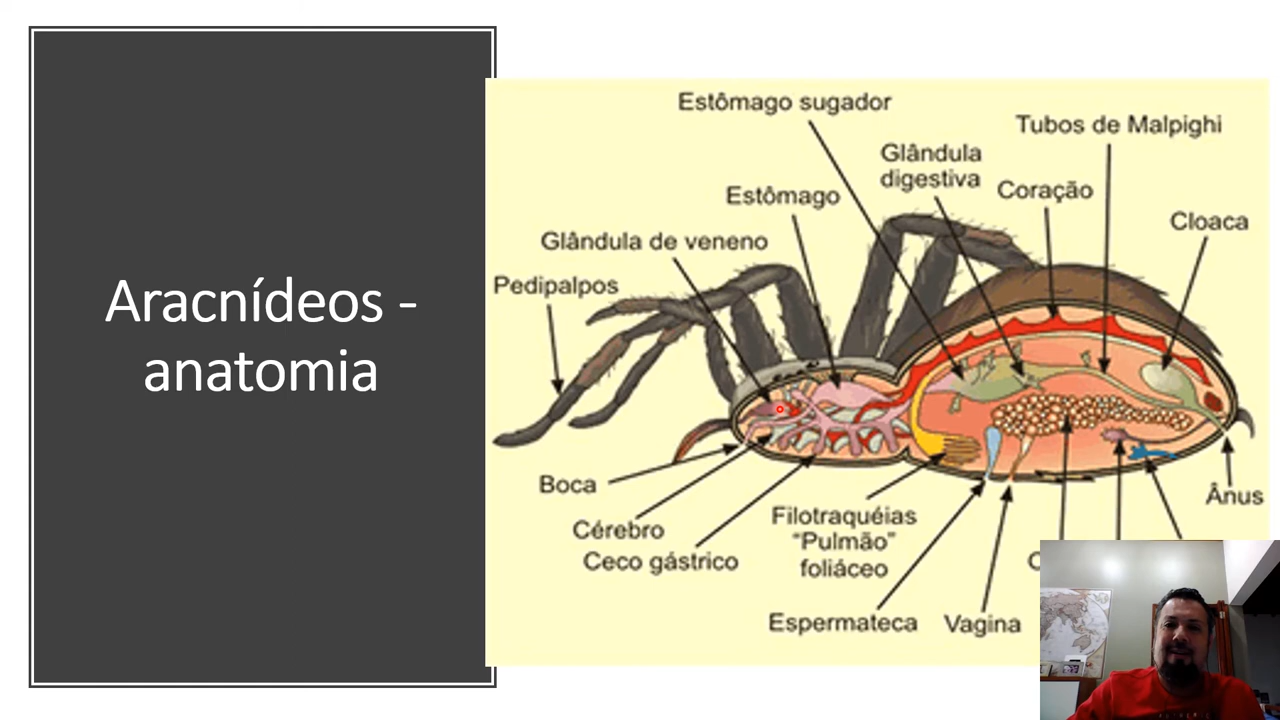 Aracnídeos -
anatomia
Estômago sugador
Tubos de Malpighi
Glândula
digestiva
Coração
Estômago
Cloaca
Glândula de veneno
Pedipalpos
Boca
Cérebro
Ceco gástrico
Filotraquéias
“Pulmão”
foliáceo
Ânus
Espermateca
Vagina